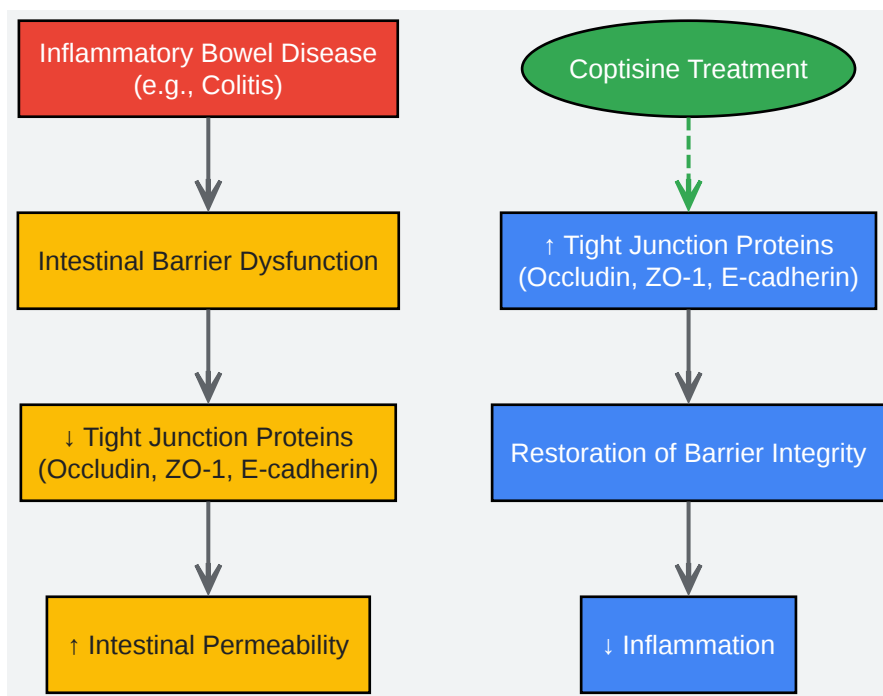 Inflammatory Bowel Disease
(e.g., Colitis)
Intestinal Barrier Dysfunction
↓ Tight Junction Proteins
(Occludin, ZO-1, E-cadherin)
↑ Intestinal Permeability
Coptisine Treatment
↑ Tight Junction Proteins
(Occludin, ZO-1, E-cadherin)
Restoration of Barrier Integrity
↓ Inflammation